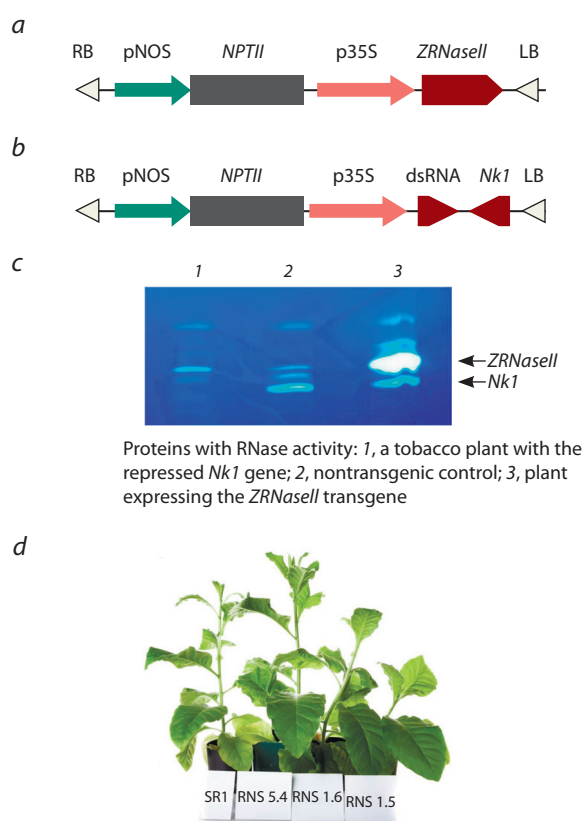 a
RB pNOS NPTII p35S ZRNaseII LB
b
RB pNOS NPTII p35S dsRNA Nk1 LB
c
1 2 3
ZRNaseII
Nk1
Proteins with RNase activity: 1, a tobacco plant with the
repressed Nk1 gene; 2, nontransgenic control; 3, plant
expressing the ZRNaseII transgene
d
SR1 RNS 5.4 RNS 1.6 RNS 1.5